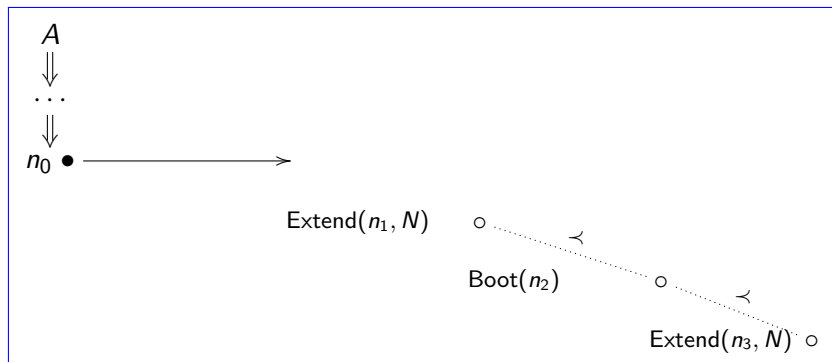 A
⋯
n₀
Extend(n₁, N)
≺
Boot(n₂)
≺
Extend(n₃, N)